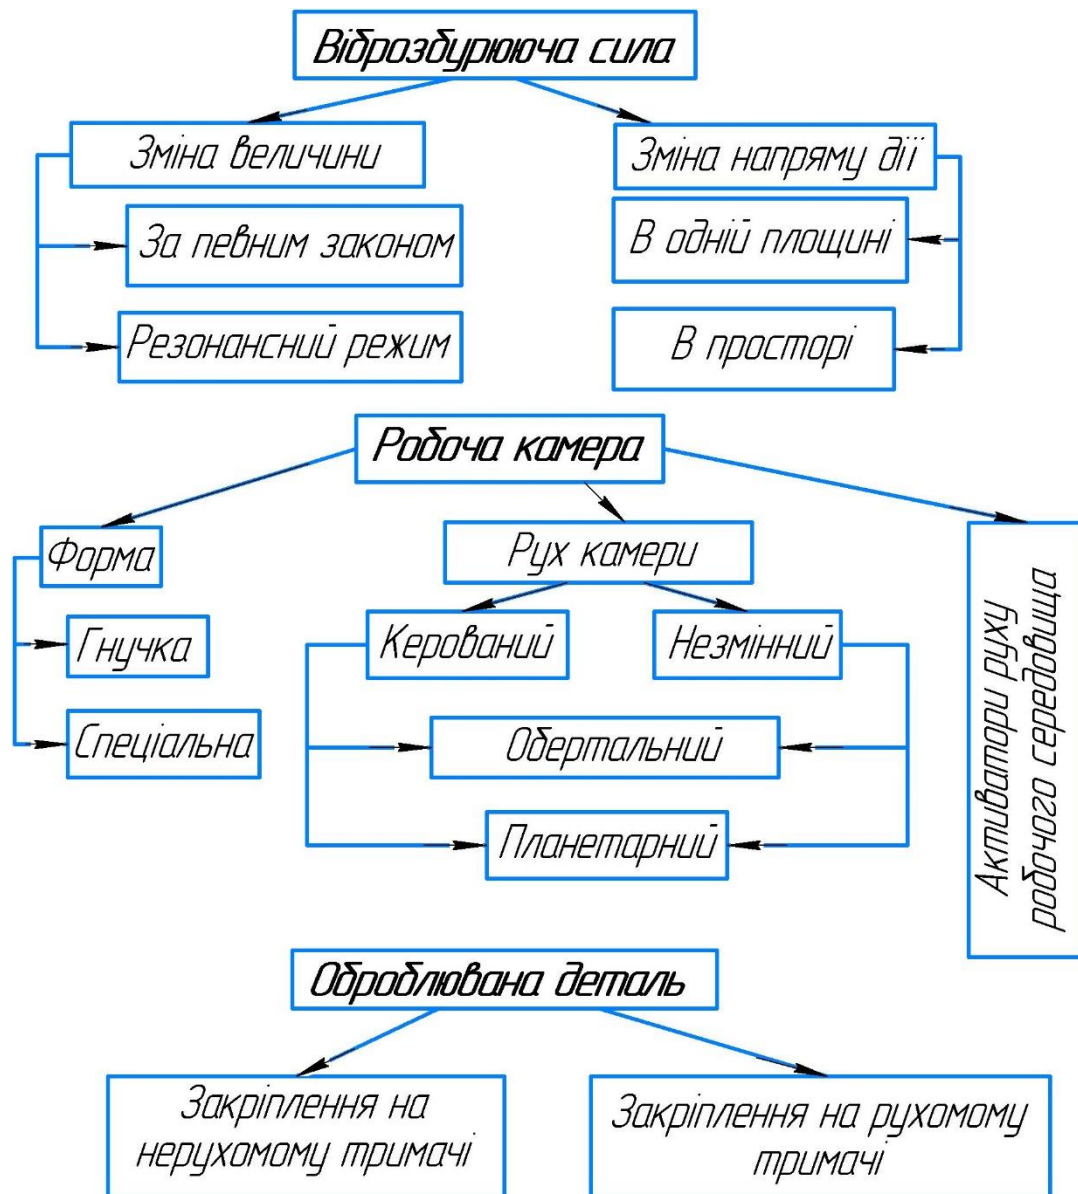 Віброзбурююча сила
Зміна величини
Зміна напряму дії
За певним законом
В одній площині
Резонансний режим
В просторі
Робоча камера
Форма
Рух камери
Активатори руху
робочого середовища
Гнучка
Керований
Незмінний
Спеціальна
Обертальний
Планетарний
Оброблювана деталь
Закріплення на
нерухомому тримачі
Закріплення на рухомому
тримачі